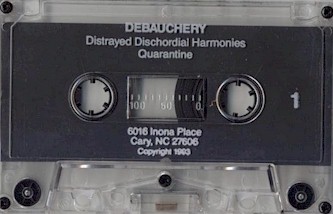 DEBAUCHERY
Distrayed Dischordial Harmonies
Quarantine
100 50 0
1
6016 Inona Place
Cary, NC 27606
Copyright 1993